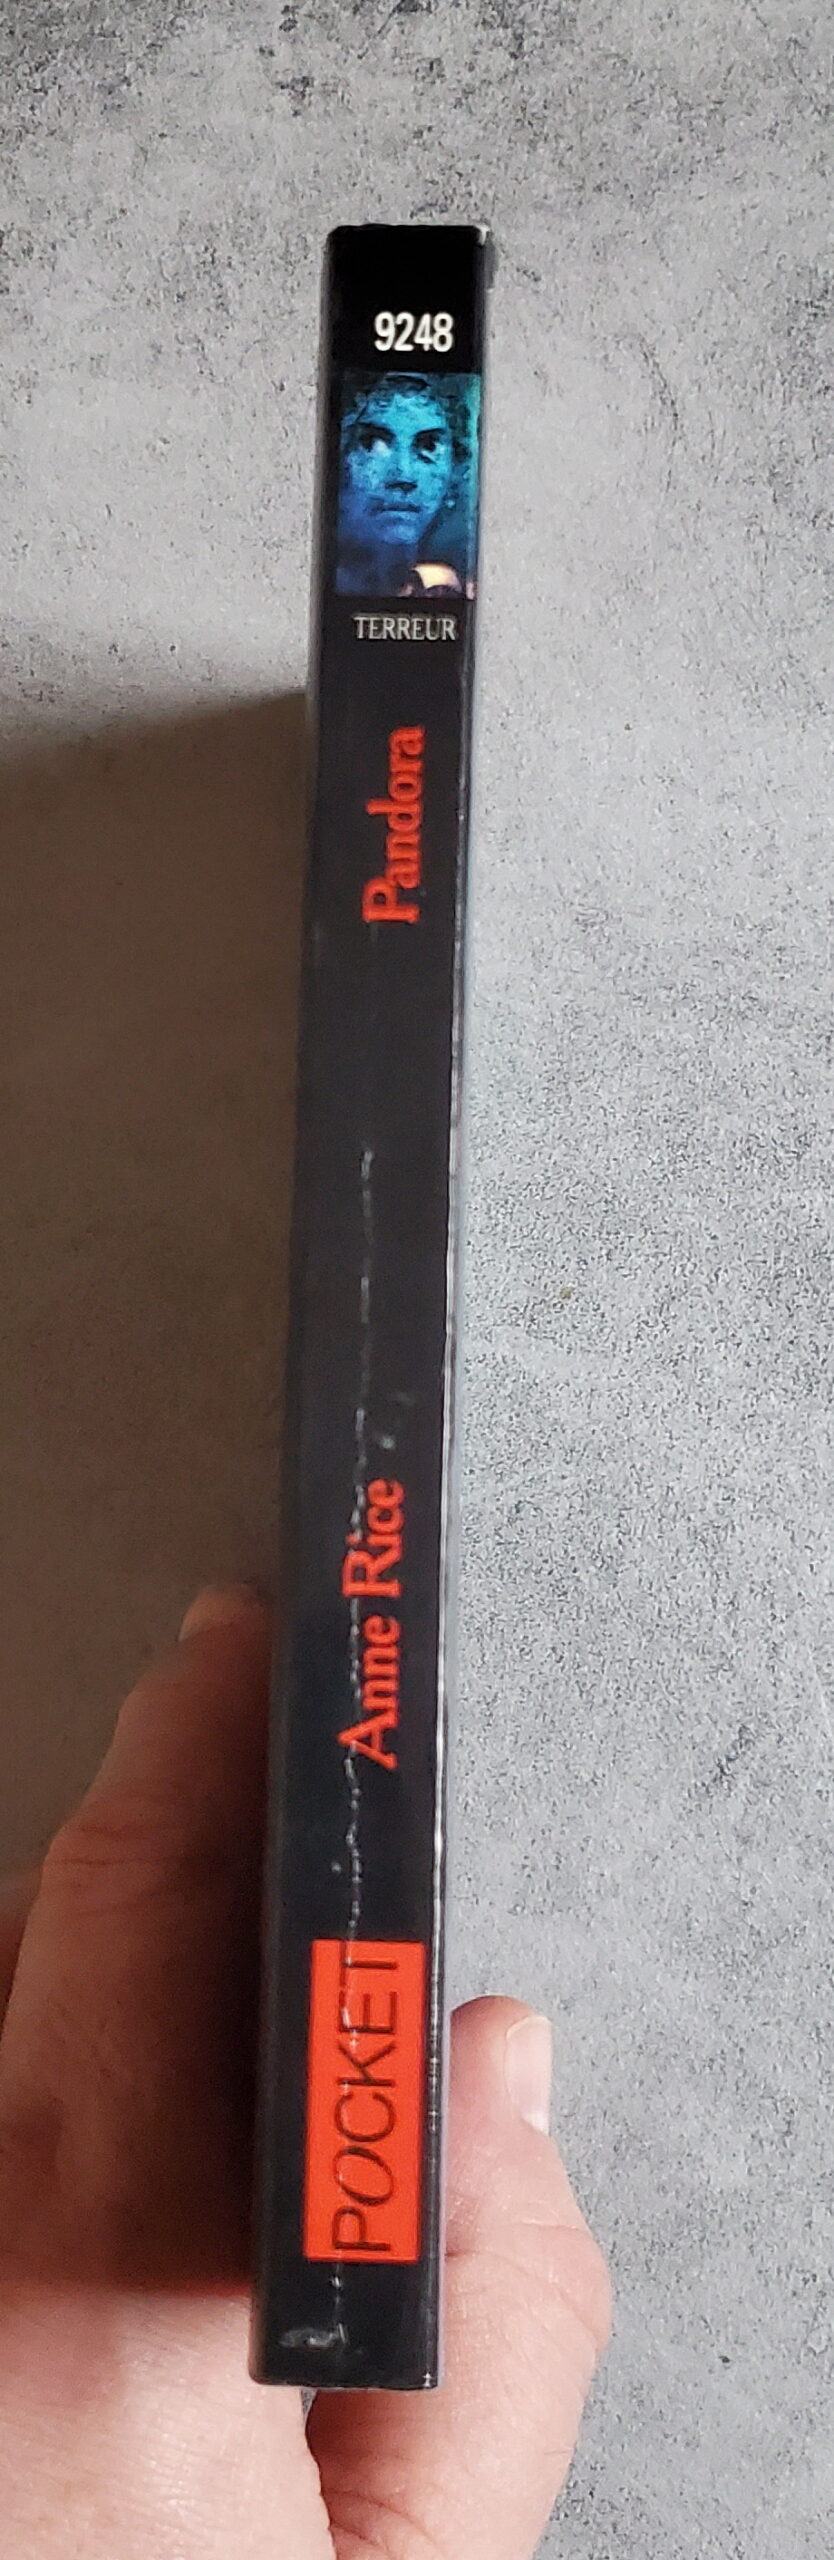 9248
TERREUR
Pandora
Anne Rice
POCKET